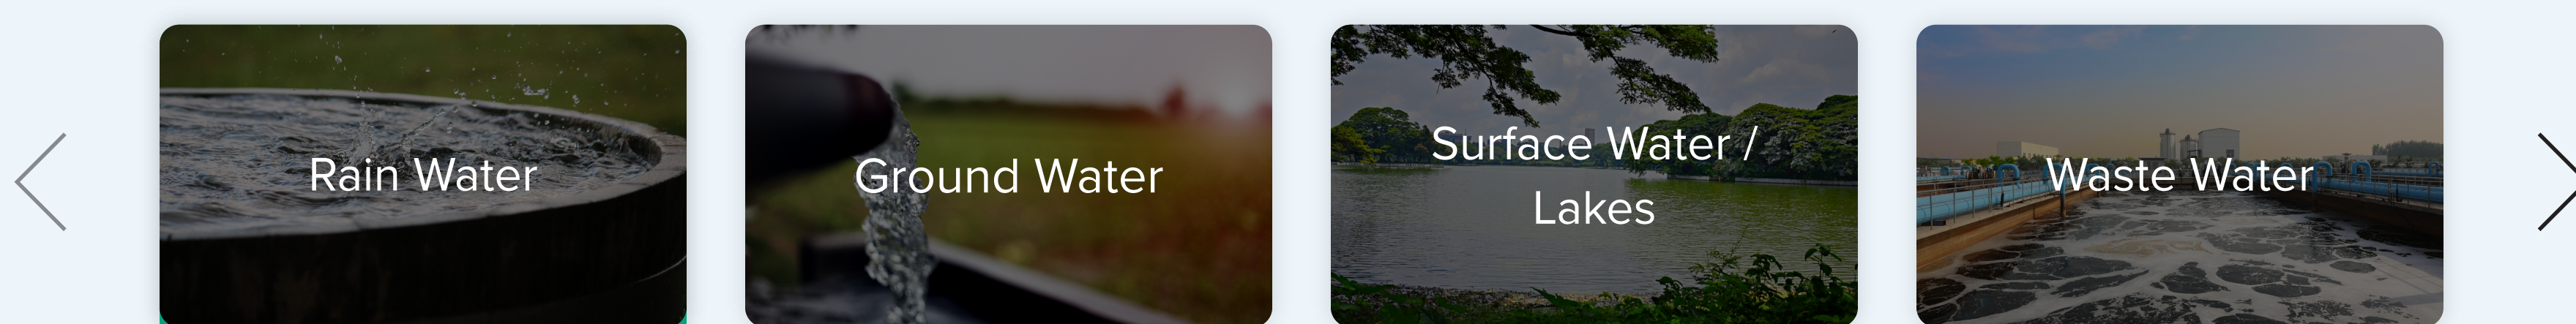 Rain Water
Ground Water
Surface Water /
Lakes
Waste Water